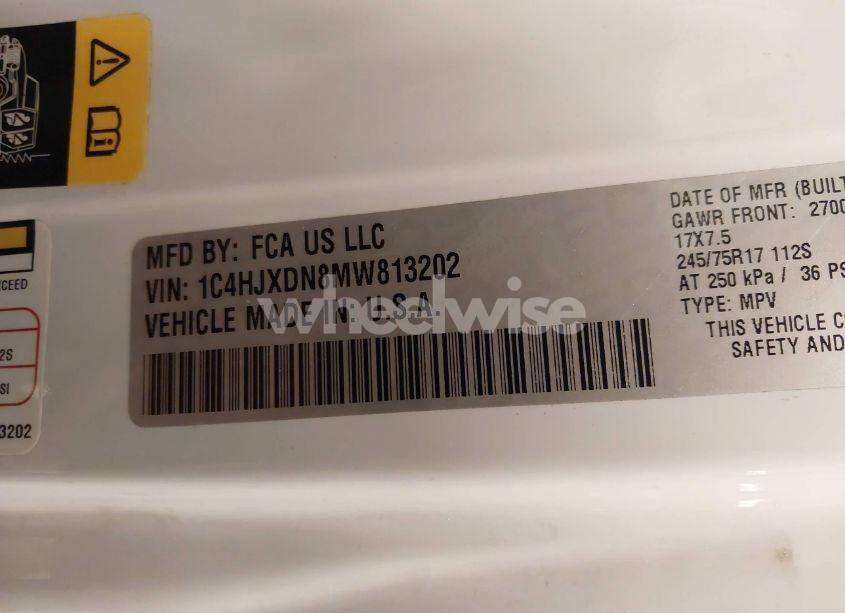 MFD BY: FCA US LLC
VIN: 1C4HJXDN8MW813202
VEHICLE MADE IN: U.S.A.
wheelwise
DATE OF MFR (BUILT
GAWR FRONT: 2700
17X7.5
245/75R17 112S
AT 250 kPa / 36 PS
TYPE: MPV
THIS VEHICLE C
SAFETY AND
XCEED
2S
SI
3202